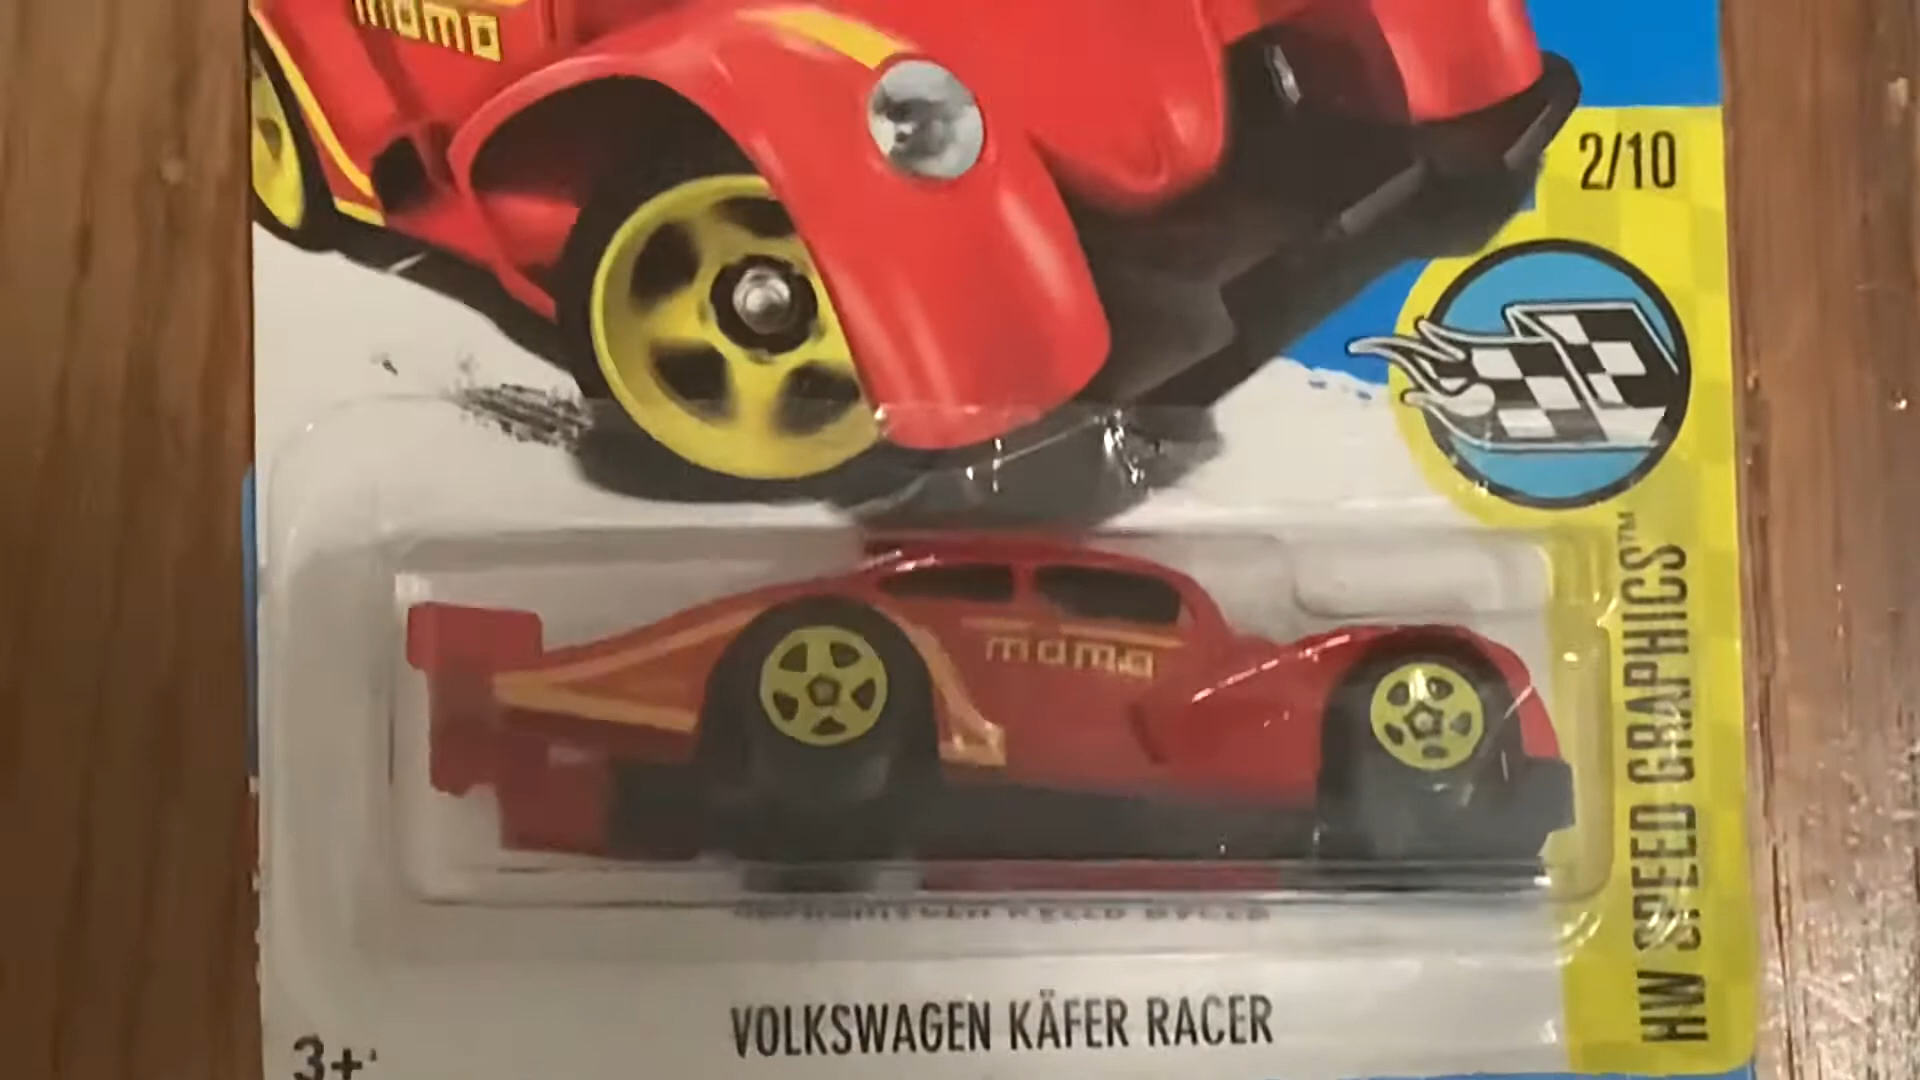 momo
2/10
momo
HW SPEED GRAPHICS™
VOLKSWAGEN KÄFER RACER
3+